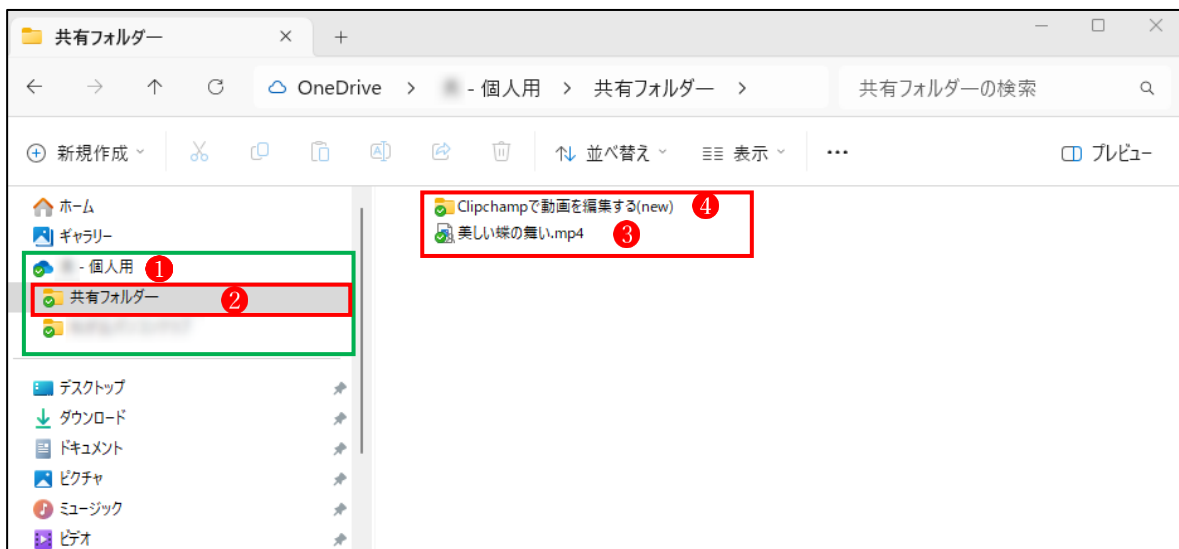 共有フォルダー
OneDrive > - 個人用 > 共有フォルダー >
共有フォルダーの検索
新規作成
並べ替え
表示
プレビュー
ホーム
ギャラリー
- 個人用 1
共有フォルダー 2
デスクトップ
ダウンロード
ドキュメント
ピクチャ
ミュージック
ビデオ
Clipchampで動画を編集する(new) 4
美しい蝶の舞い.mp4 3